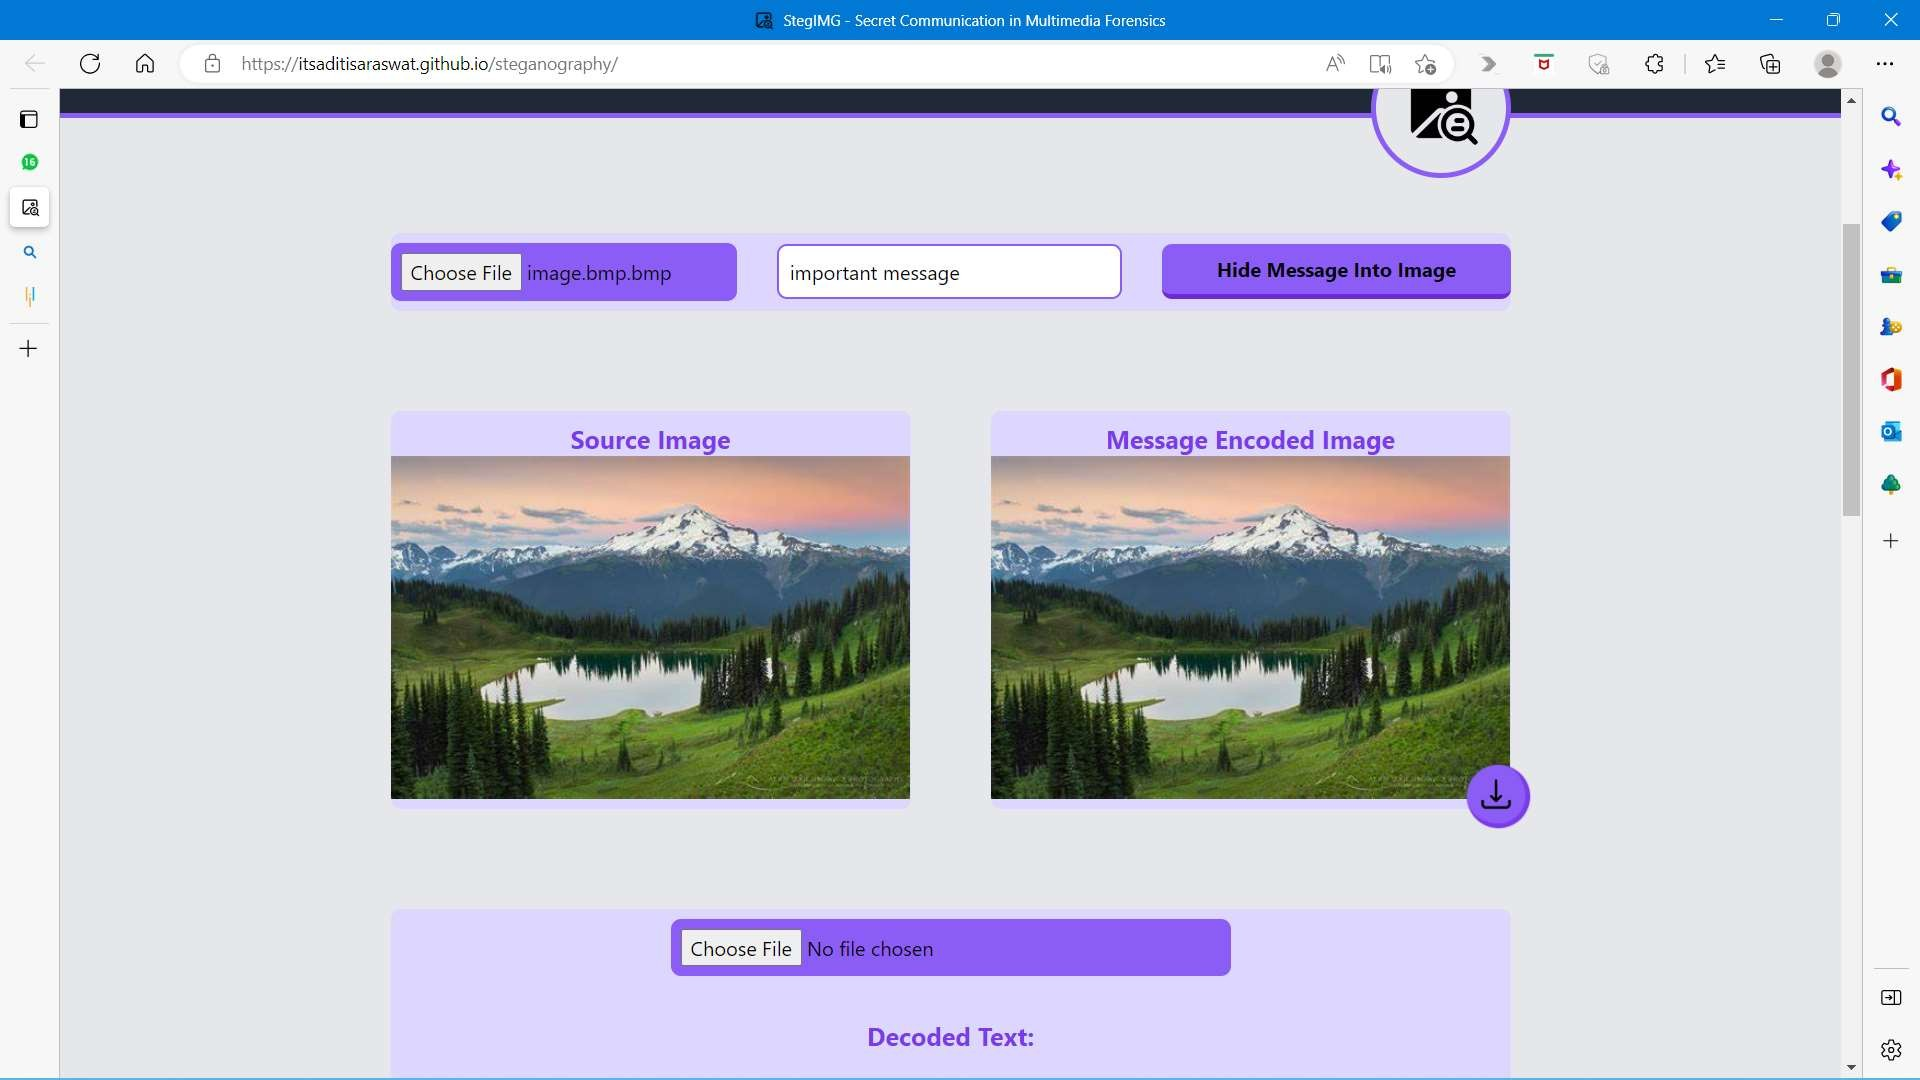 StegIMG - Secret Communication in Multimedia Forensics
https://itsaditisaraswat.github.io/steganography/
16
Choose File image.bmp.bmp
important message
Hide Message Into Image
Source Image
Message Encoded Image
Choose File No file chosen
Decoded Text: